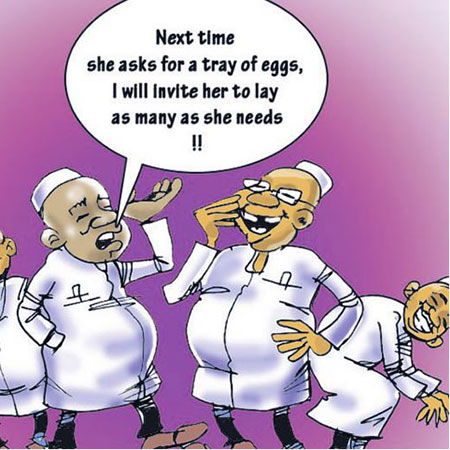 Next time
she asks for a tray of eggs,
I will invite her to lay
as many as she needs
!!